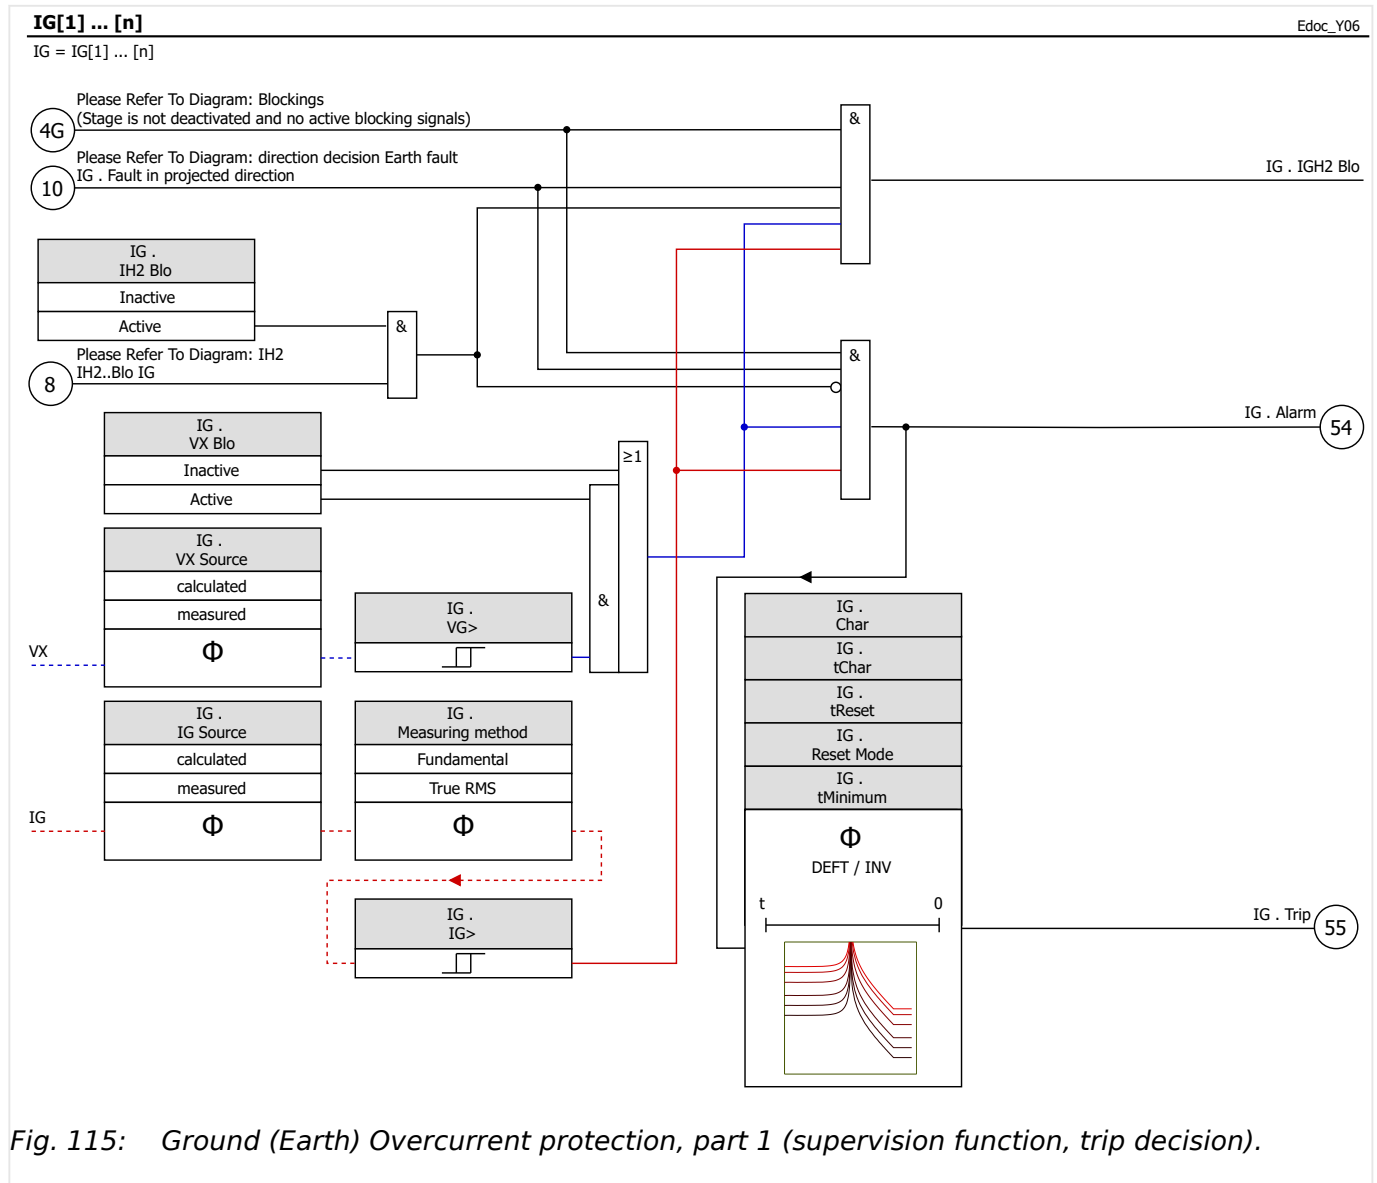 IG[1] ... [n]
Edoc_Y06
IG = IG[1] ... [n]
Please Refer To Diagram: Blockings
(Stage is not deactivated and no active blocking signals)
4G
&
Please Refer To Diagram: direction decision Earth fault
IG . Fault in projected direction
10
IG . IGH2 Blo
IG .
IH2 Blo
Inactive
Active
&
Please Refer To Diagram: IH2
IH2..Blo IG
8
&
IG . Alarm
54
IG .
VX Blo
Inactive
Active
≥1
&
IG .
VX Source
calculated
measured
Φ
VX
IG .
VG>
IG .
IG Source
calculated
measured
Φ
IG
IG .
Measuring method
Fundamental
True RMS
Φ
IG .
IG>
IG .
Char
IG .
tChar
IG .
tReset
IG .
Reset Mode
IG .
tMinimum
Φ
DEFT / INV
t
0
IG . Trip
55
Fig. 115: Ground (Earth) Overcurrent protection, part 1 (supervision function, trip decision).